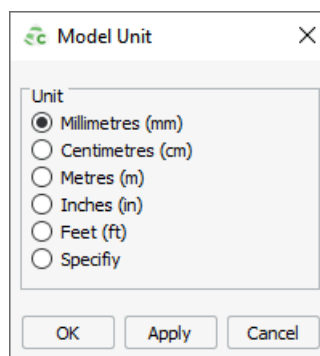 Model Unit
Unit
Millimetres (mm)
Centimetres (cm)
Metres (m)
Inches (in)
Feet (ft)
Specifiy
OK Apply Cancel